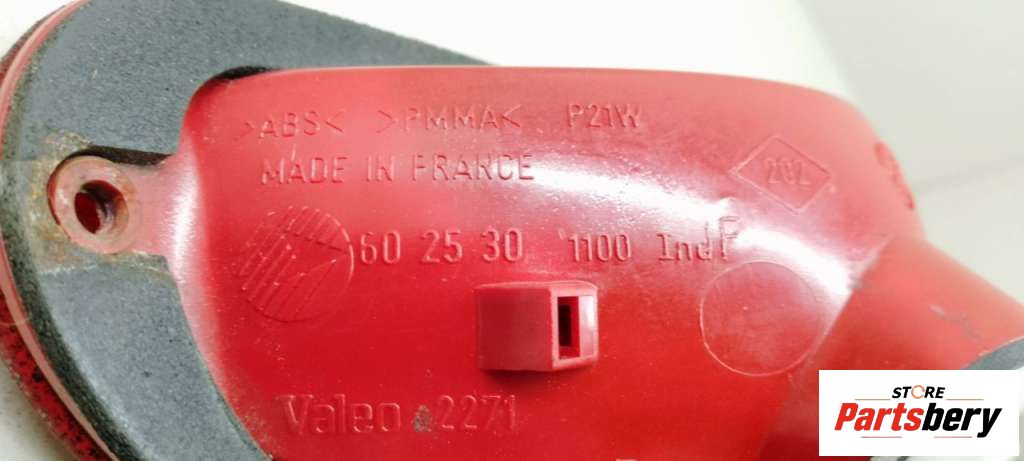 >ABS< >PMMA< P21W
MADE IN FRANCE
202
60 25 30 1100 Ind F
Valeo 2271
STORE
Partsbery